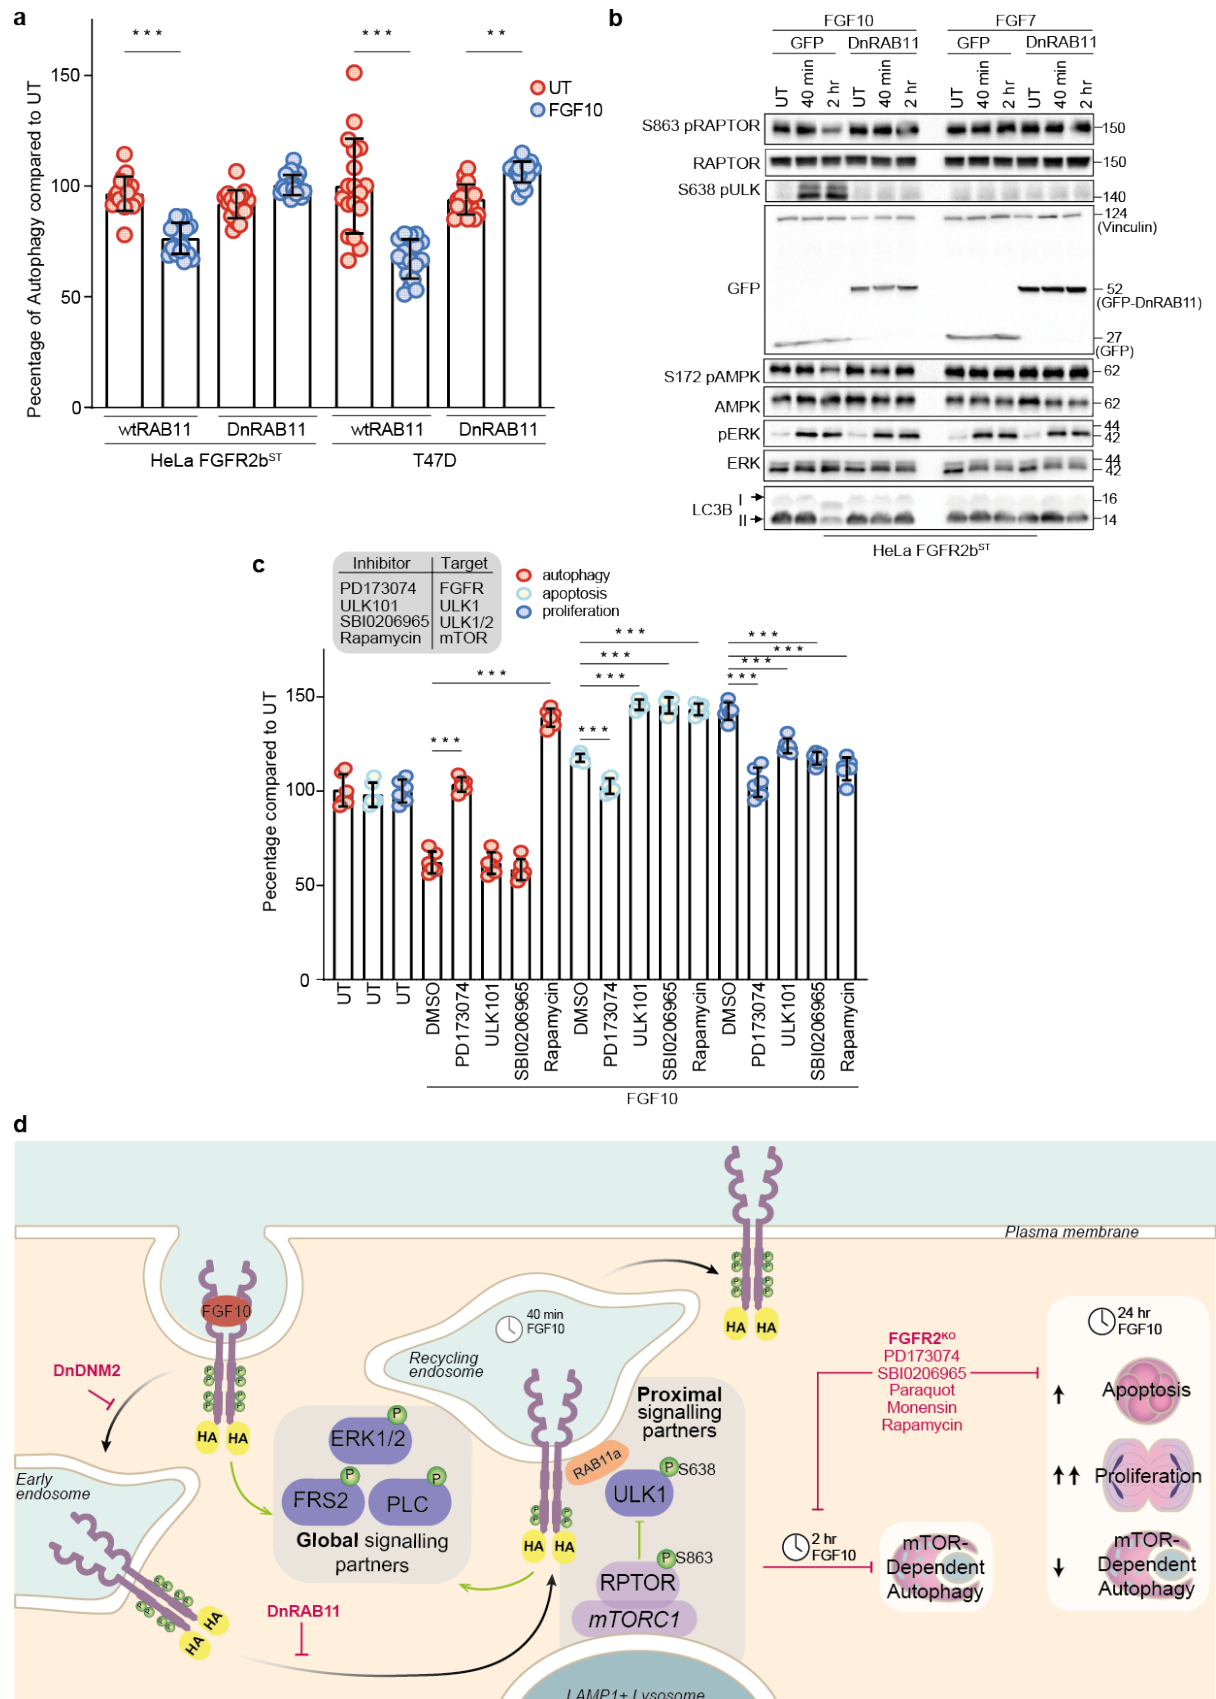 a
Pecentage of Autophagy compared to UT
150
100
50
0
***
***
**
UT
FGF10
wtRAB11
DnRAB11
wtRAB11
DnRAB11
HeLa FGFR2bST
T47D
b
FGF10
FGF7
GFP
DnRAB11
GFP
DnRAB11
UT
40 min
2 hr
UT
40 min
2 hr
UT
40 min
2 hr
UT
40 min
2 hr
S863 pRAPTOR
150
RAPTOR
150
S638 pULK
140
124
(Vinculin)
GFP
52
(GFP-DnRAB11)
27
(GFP)
S172 pAMPK
62
AMPK
62
pERK
44
42
ERK
44
42
LC3B
I
II
16
14
HeLa FGFR2bST
c
Inhibitor Target
PD173074 FGFR
ULK101 ULK1
SBI0206965 ULK1/2
Rapamycin mTOR
autophagy
apoptosis
proliferation
Pecentage compared to UT
150
100
50
0
***
***
***
***
***
***
***
***
***
***
UT
UT
UT
DMSO
PD173074
ULK101
SBI0206965
Rapamycin
DMSO
PD173074
ULK101
SBI0206965
Rapamycin
DMSO
PD173074
ULK101
SBI0206965
Rapamycin
FGF10
d
Plasma membrane
FGF10
HA
HA
DnDNM2
Early
endosome
HA
HA
DnRAB11
P
ERK1/2
P
FRS2
P
PLC
Global signalling
partners
40 min
FGF10
Recycling
endosome
HA
HA
HA
HA
Proximal
signalling
partners
RAB11a
P
S638
ULK1
P
S863
RPTOR
mTORC1
LAMP1+ Lysosome
FGFR2KO
PD173074
SBI0206965
Paraquot
Monensin
Rapamycin
2 hr
FGF10
mTOR-
Dependent
Autophagy
24 hr
FGF10
Apoptosis
Proliferation
mTOR-
Dependent
Autophagy